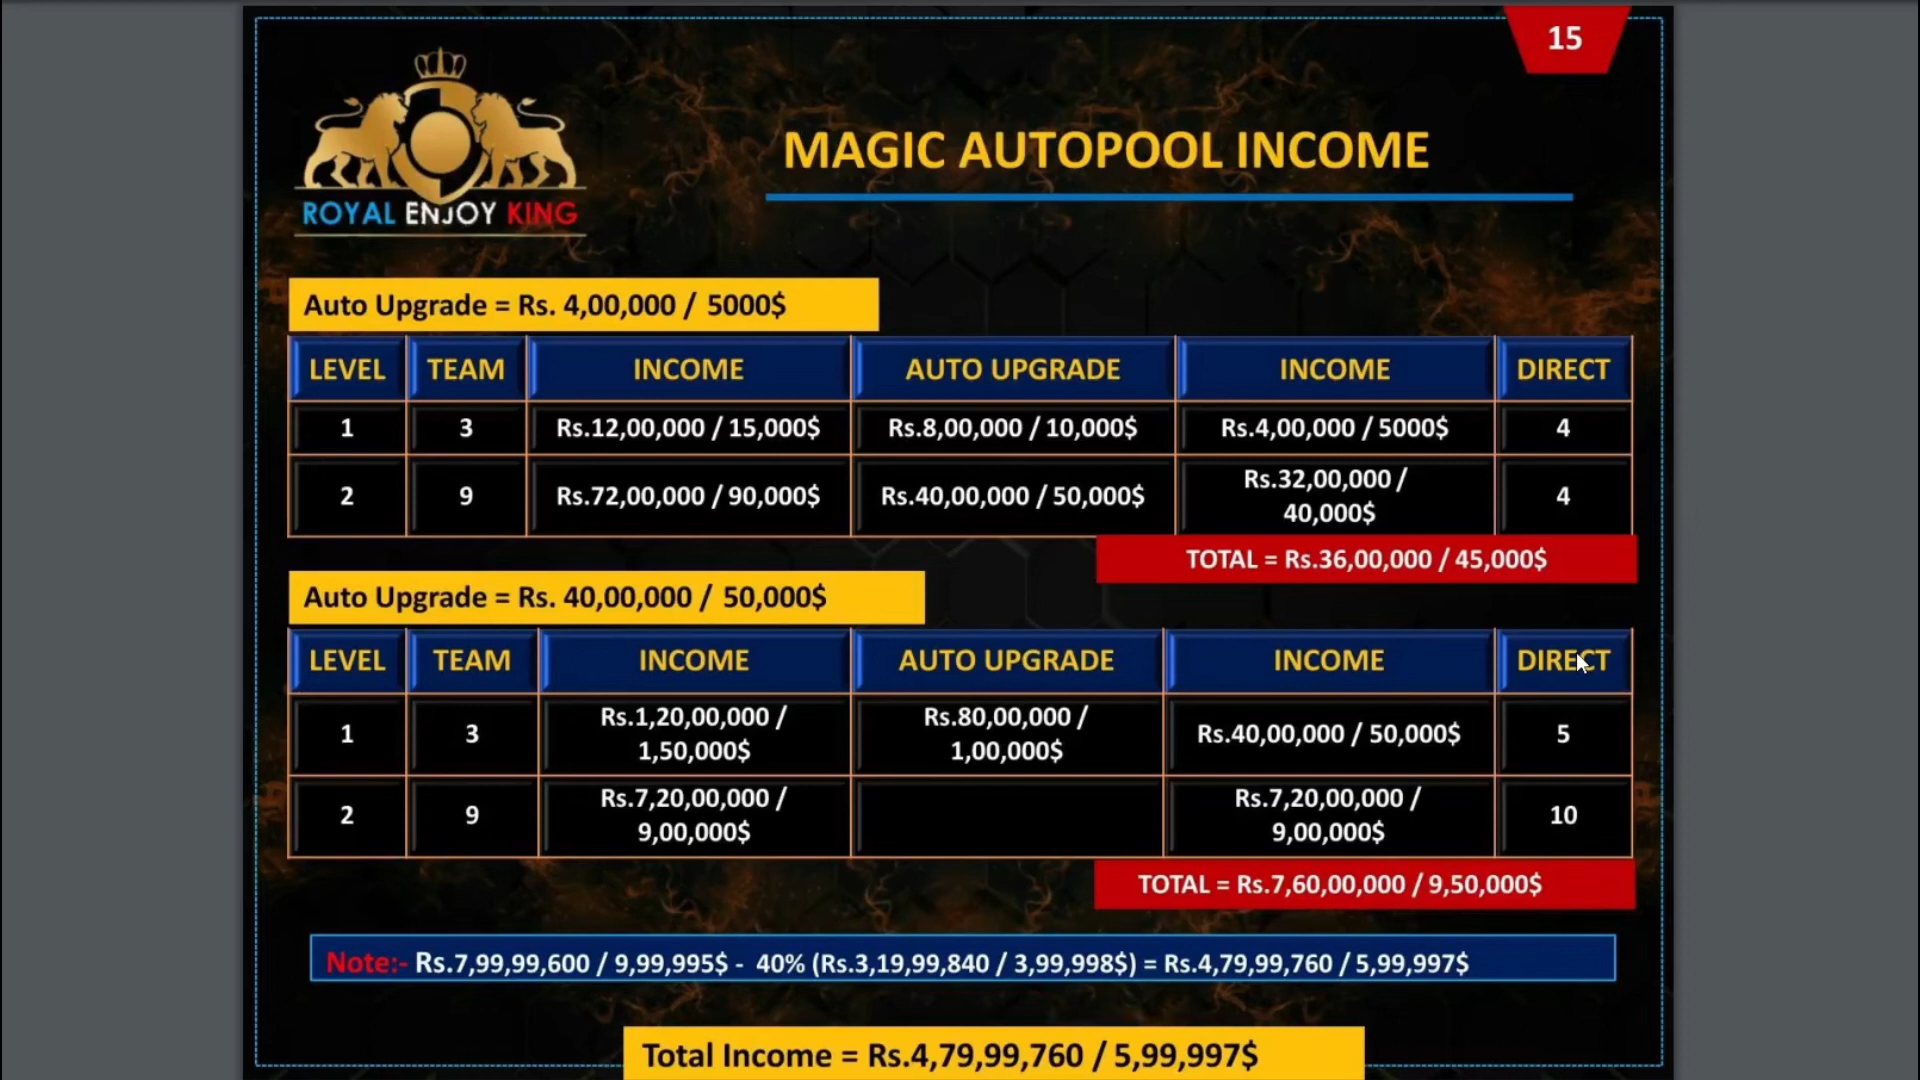 15
MAGIC AUTOPOOL INCOME
ROYAL ENJOY KING
Auto Upgrade = Rs. 4,00,000 / 5000$
LEVEL TEAM INCOME AUTO UPGRADE INCOME DIRECT
1 3 Rs.12,00,000 / 15,000$ Rs.8,00,000 / 10,000$ Rs.4,00,000 / 5000$ 4
2 9 Rs.72,00,000 / 90,000$ Rs.40,00,000 / 50,000$ Rs.32,00,000 / 40,000$ 4
TOTAL = Rs.36,00,000 / 45,000$
Auto Upgrade = Rs. 40,00,000 / 50,000$
LEVEL TEAM INCOME AUTO UPGRADE INCOME DIRECT
1 3 Rs.1,20,00,000 / 1,50,000$ Rs.80,00,000 / 1,00,000$ Rs.40,00,000 / 50,000$ 5
2 9 Rs.7,20,00,000 / 9,00,000$ Rs.7,20,00,000 / 9,00,000$ 10
TOTAL = Rs.7,60,00,000 / 9,50,000$
Note:- Rs.7,99,99,600 / 9,99,995$ - 40% (Rs.3,19,99,840 / 3,99,998$) = Rs.4,79,99,760 / 5,99,997$
Total Income = Rs.4,79,99,760 / 5,99,997$